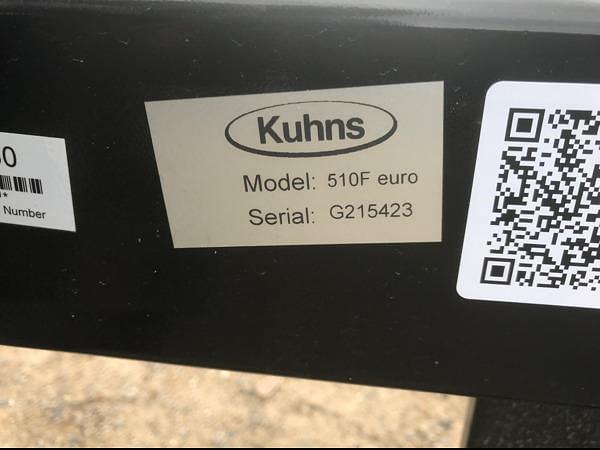 Kuhns
Model: 510F euro
Serial: G215423
0
*
Number